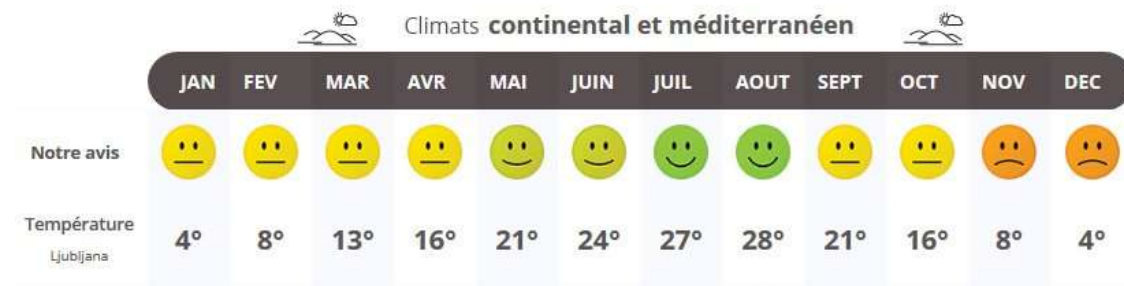 Climats continental et méditerranéen
JAN FEV MAR AVR MAI JUIN JUIL AOUT SEPT OCT NOV DEC
Notre avis
Température
Ljubljana
4° 8° 13° 16° 21° 24° 27° 28° 21° 16° 8° 4°